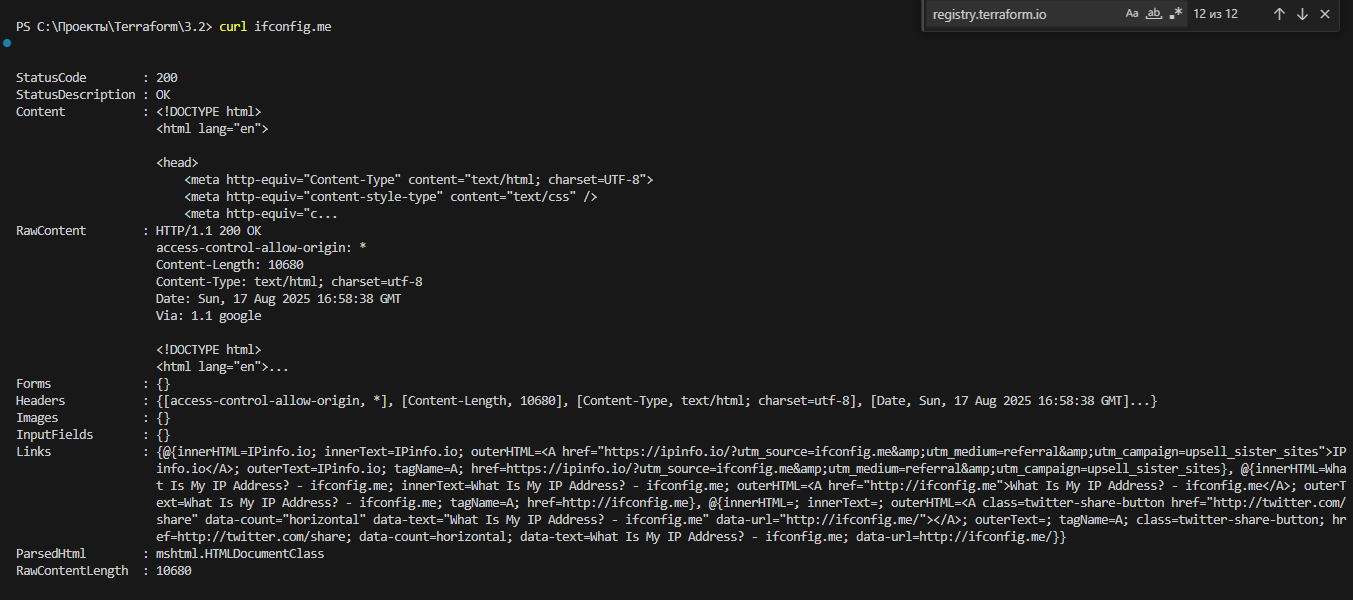 PS C:\Проекты\Terraform\3.2> curl ifconfig.me
registry.terraform.io
Aa ab .* 12 из 12
StatusCode        : 200
StatusDescription : OK
Content           : <!DOCTYPE html>
                    <html lang="en">
                    <head>
                        <meta http-equiv="Content-Type" content="text/html; charset=UTF-8">
                        <meta http-equiv="content-style-type" content="text/css" />
                        <meta http-equiv="c...
RawContent        : HTTP/1.1 200 OK
                    access-control-allow-origin: *
                    Content-Length: 10680
                    Content-Type: text/html; charset=utf-8
                    Date: Sun, 17 Aug 2025 16:58:38 GMT
                    Via: 1.1 google
                    <!DOCTYPE html>
                    <html lang="en">...
Forms             : {}
Headers           : {[access-control-allow-origin, *], [Content-Length, 10680], [Content-Type, text/html; charset=utf-8], [Date, Sun, 17 Aug 2025 16:58:38 GMT]...}
Images            : {}
InputFields       : {}
Links             : {@{innerHTML=IPinfo.io; innerText=IPinfo.io; outerHTML=<A href="https://ipinfo.io/?utm_source=ifconfig.me&amp;utm_medium=referral&amp;utm_campaign=upsell_sister_sites">IP
                    info.io</A>; outerText=IPinfo.io; tagName=A; href=https://ipinfo.io/?utm_source=ifconfig.me&amp;utm_medium=referral&amp;utm_campaign=upsell_sister_sites}, @{innerHTML=Wha
                    t Is My IP Address? - ifconfig.me; innerText=What Is My IP Address? - ifconfig.me; outerHTML=<A href="http://ifconfig.me">What Is My IP Address? - ifconfig.me</A>; outerT
                    ext=What Is My IP Address? - ifconfig.me; tagName=A; href=http://ifconfig.me}, @{innerHTML=; innerText=; outerHTML=<A class=twitter-share-button href="http://twitter.com/
                    share" data-count="horizontal" data-text="What Is My IP Address? - ifconfig.me" data-url="http://ifconfig.me/"></A>; outerText=; tagName=A; class=twitter-share-button; hr
                    ef=http://twitter.com/share; data-count=horizontal; data-text=What Is My IP Address? - ifconfig.me; data-url=http://ifconfig.me/}}
ParsedHtml        : mshtml.HTMLDocumentClass
RawContentLength  : 10680